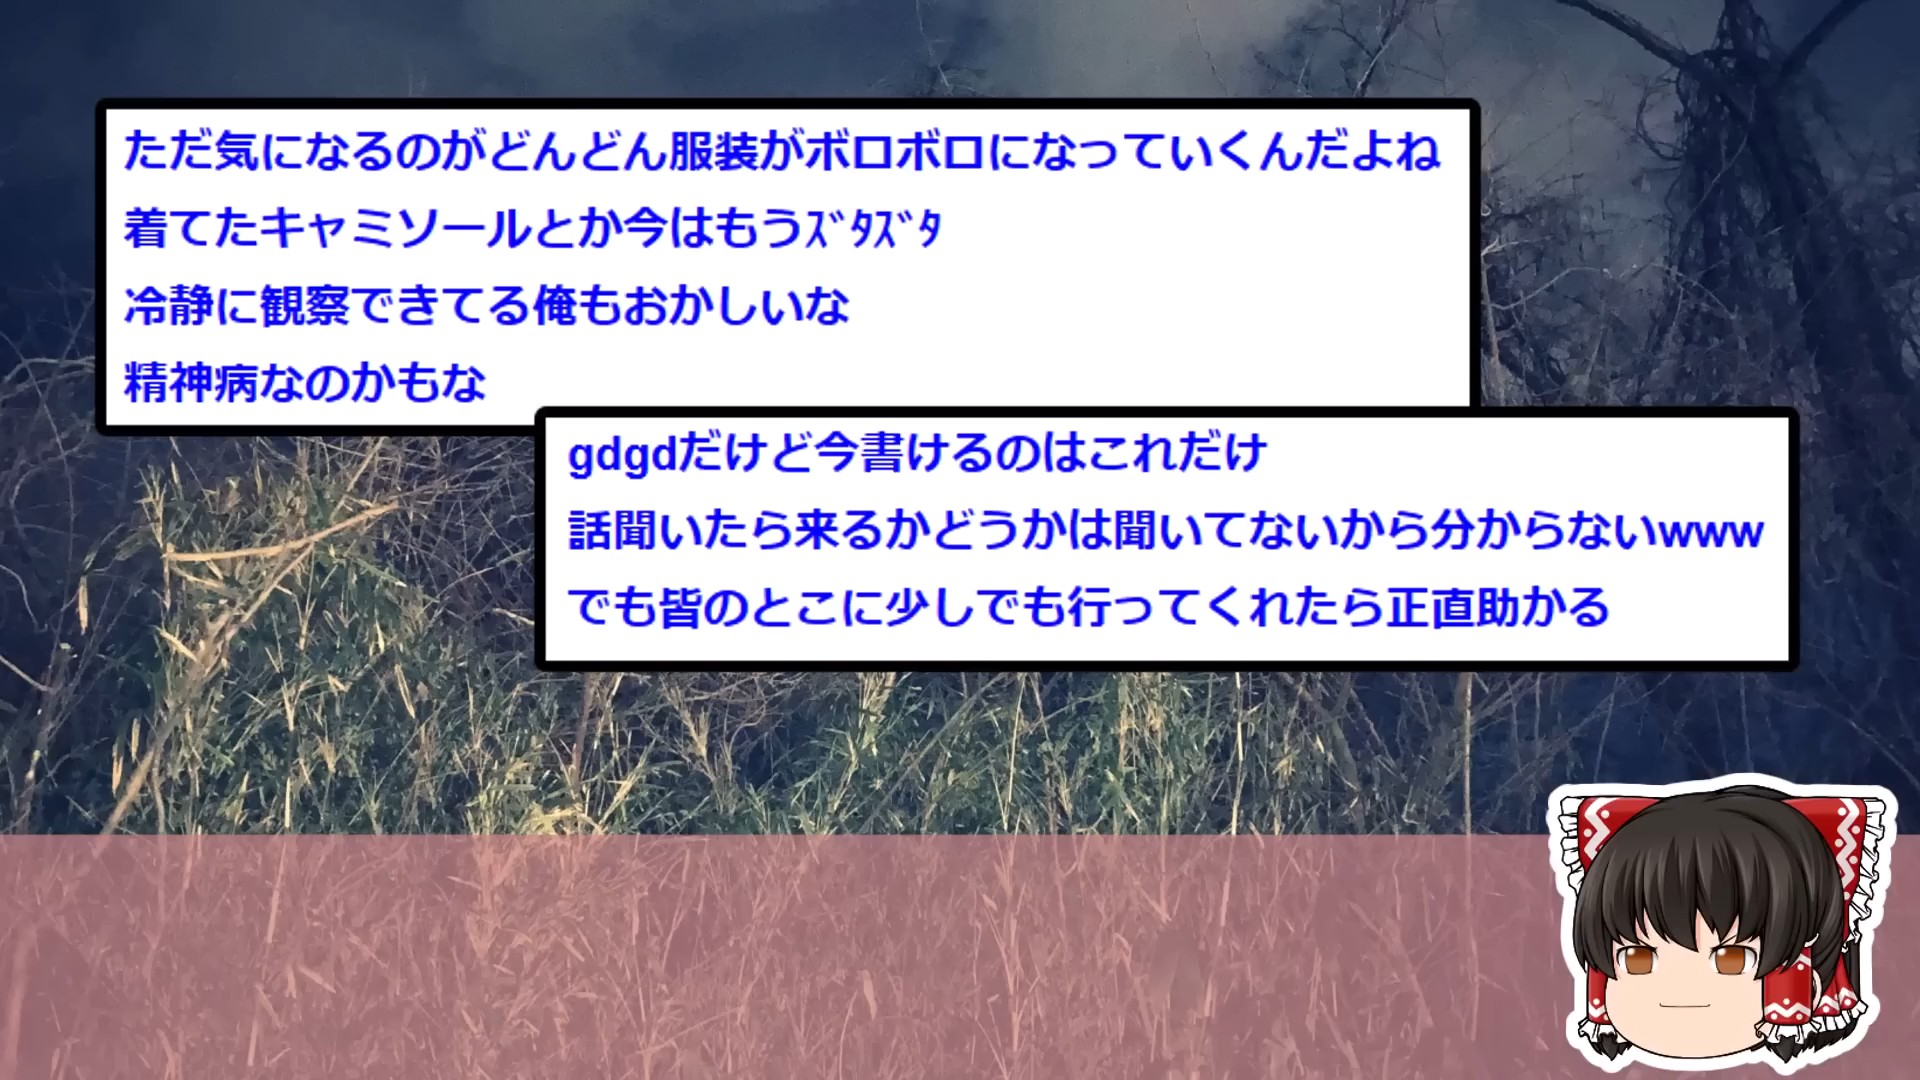 ただ気になるのがどんどん服装がボロボロになっていくんだよね
着てたキャミソールとか今はもうｽﾞﾀｽﾞﾀ
冷静に観察できてる俺もおかしいな
精神病なのかもな
gdgdだけど今書けるのはこれだけ
話聞いたら来るかどうかは聞いてないから分からないwww
でも皆のとこに少しでも行ってくれたら正直助かる